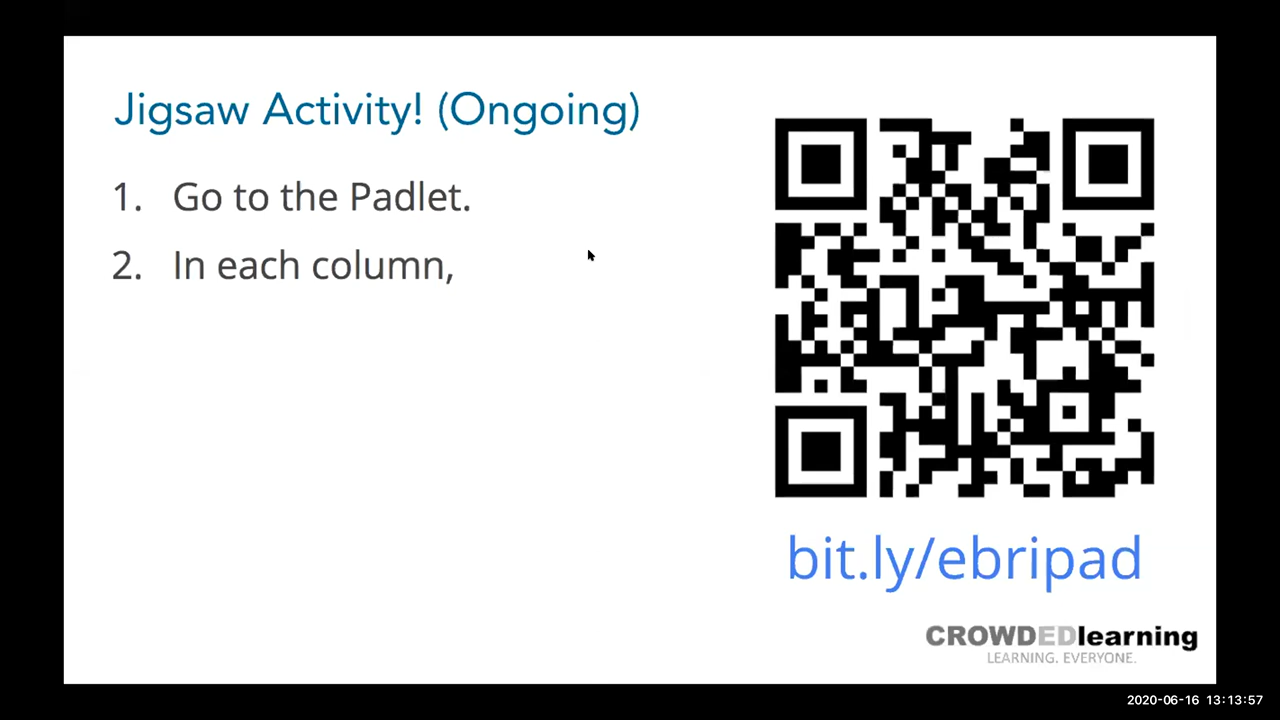 Jigsaw Activity! (Ongoing)
1. Go to the Padlet.
2. In each column,
bit.ly/ebripad
CROWDEDlearning
LEARNING. EVERYONE.
2020-06-16 13:13:57